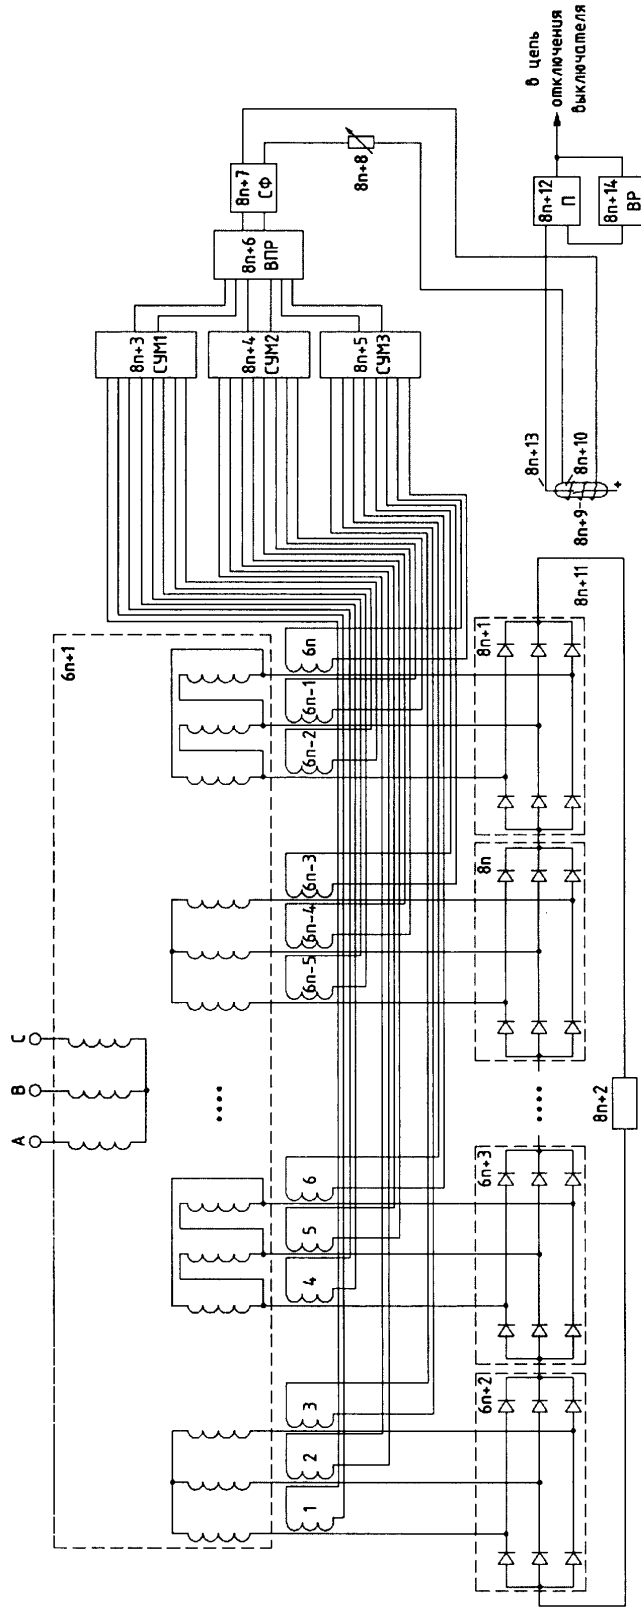 A
B
C
6n+1
1
2
3
4
5
6
6n-5
6n-4
6n-3
6n-2
6n-1
6n
....
6n+2
6n+3
....
8n
8n+1
8n+2
8n+11
8n+3
СУМ1
8n+4
СУМ2
8n+5
СУМ3
8n+6
ВПР
8n+7
СФ
8n+8
8n+9
8n+10
8n+13
+
8n+12
П
8n+14
ВР
в цепь
отключения
выключателя